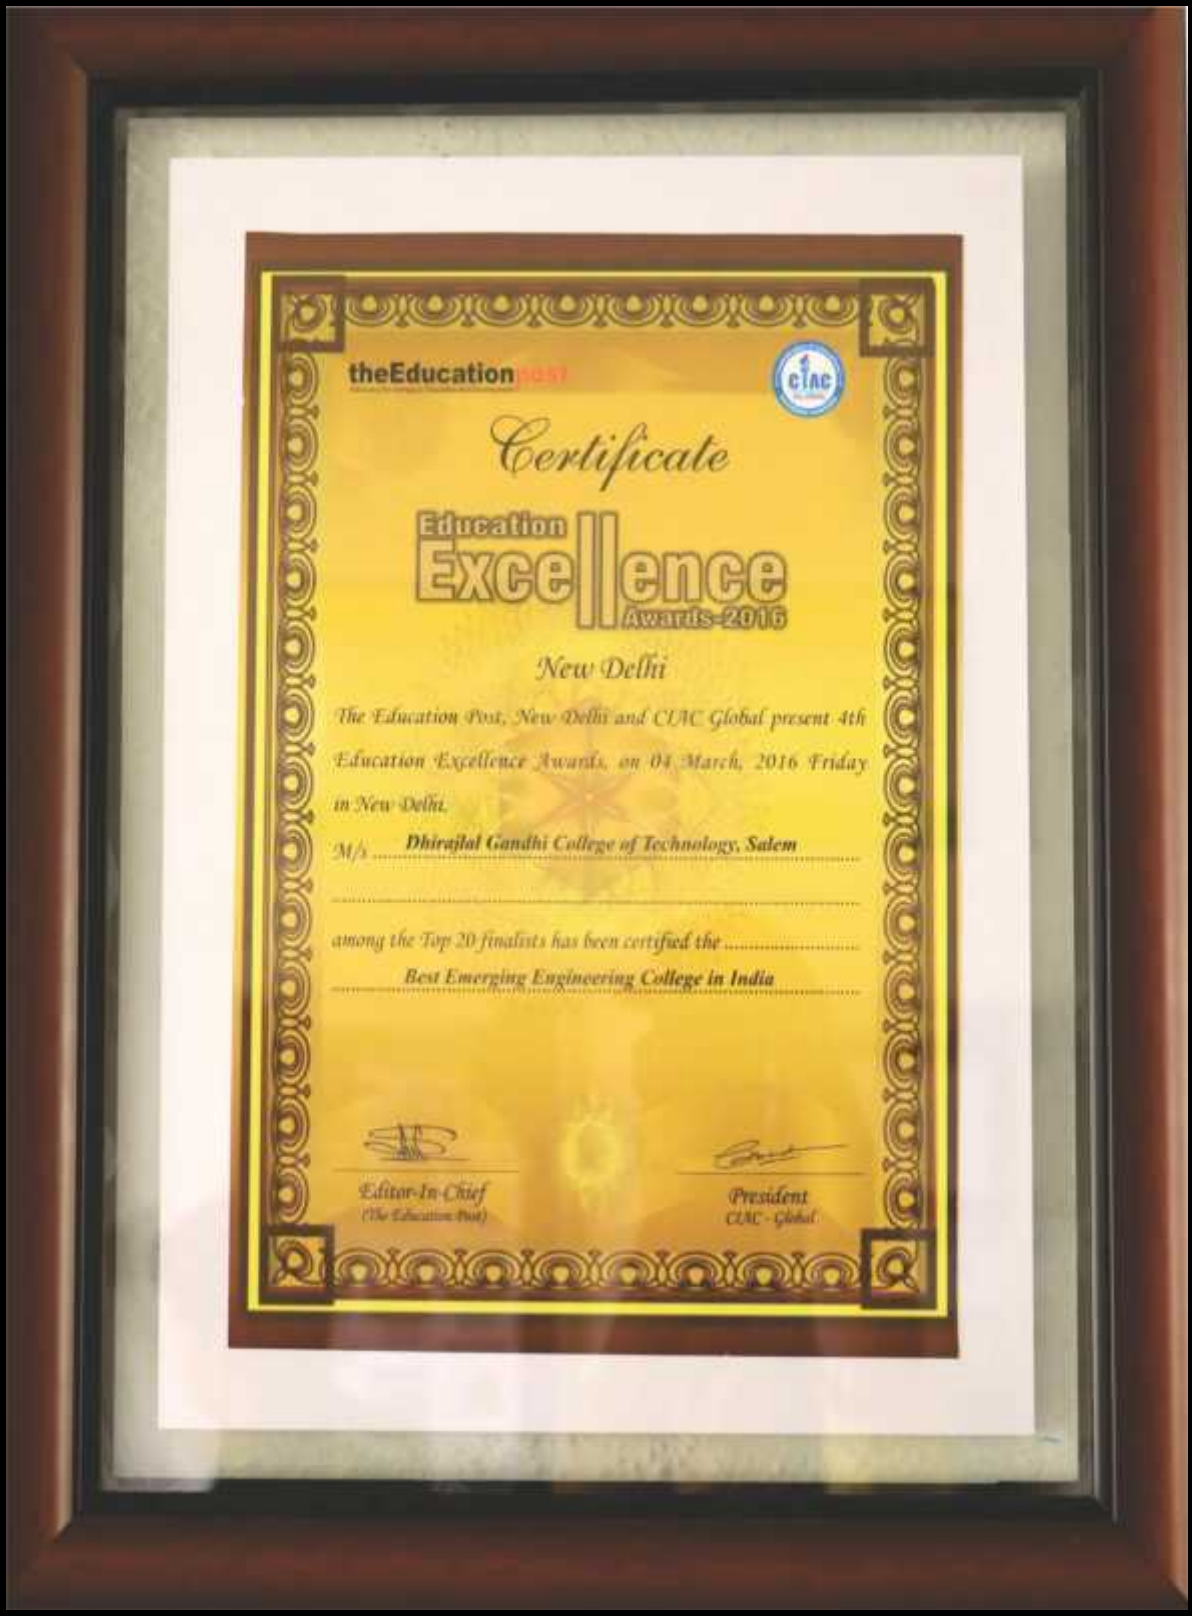 theEducationpost
CIAC
Certificate
Education
Excellence
Awards-2016
New Delhi
The Education Post, New Delhi and CIAC Global present 4th
Education Excellence Awards, on 04 March, 2016 Friday
in New Delhi.
M/s Dhirajlal Gandhi College of Technology, Salem
among the Top 20 finalists has been certified the
Best Emerging Engineering College in India
Editor-In-Chief
(The Education Post)
President
CIAC - Global